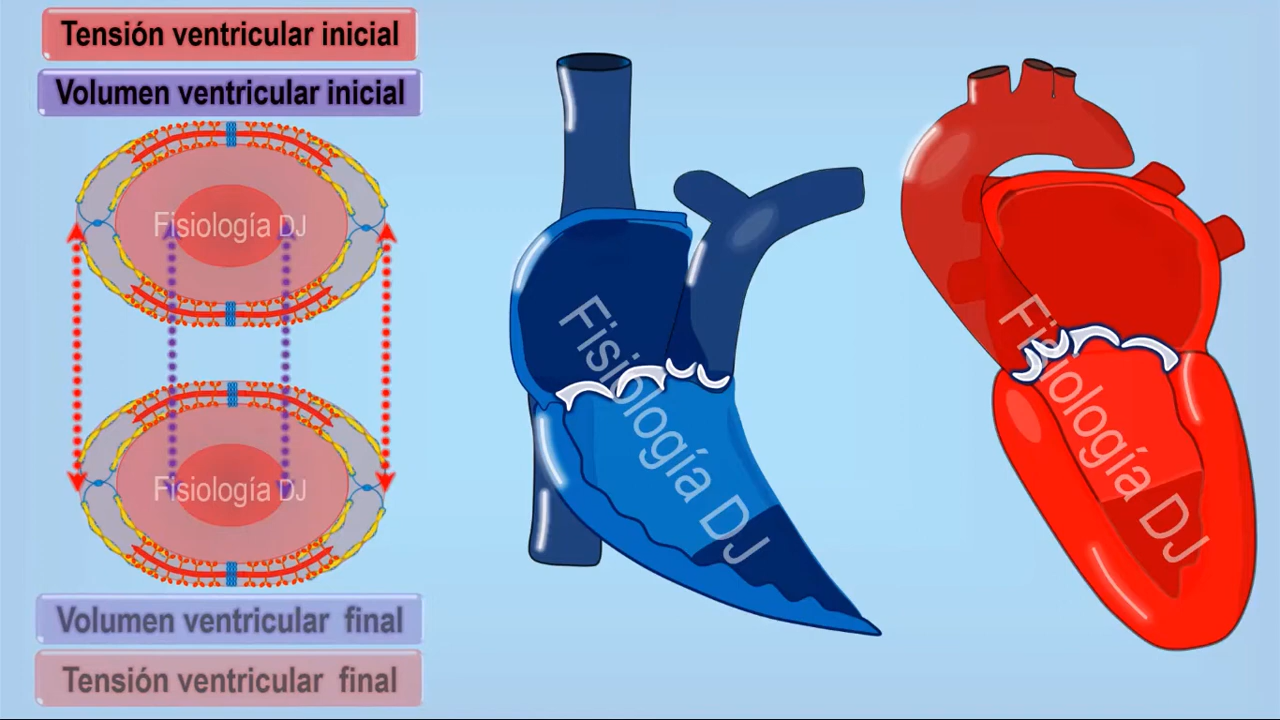 Tensión ventricular inicial
Volumen ventricular inicial
Fisiología DJ
Fisiología DJ
Volumen ventricular final
Tensión ventricular final
Fisiología DJ
Fisiología DJ